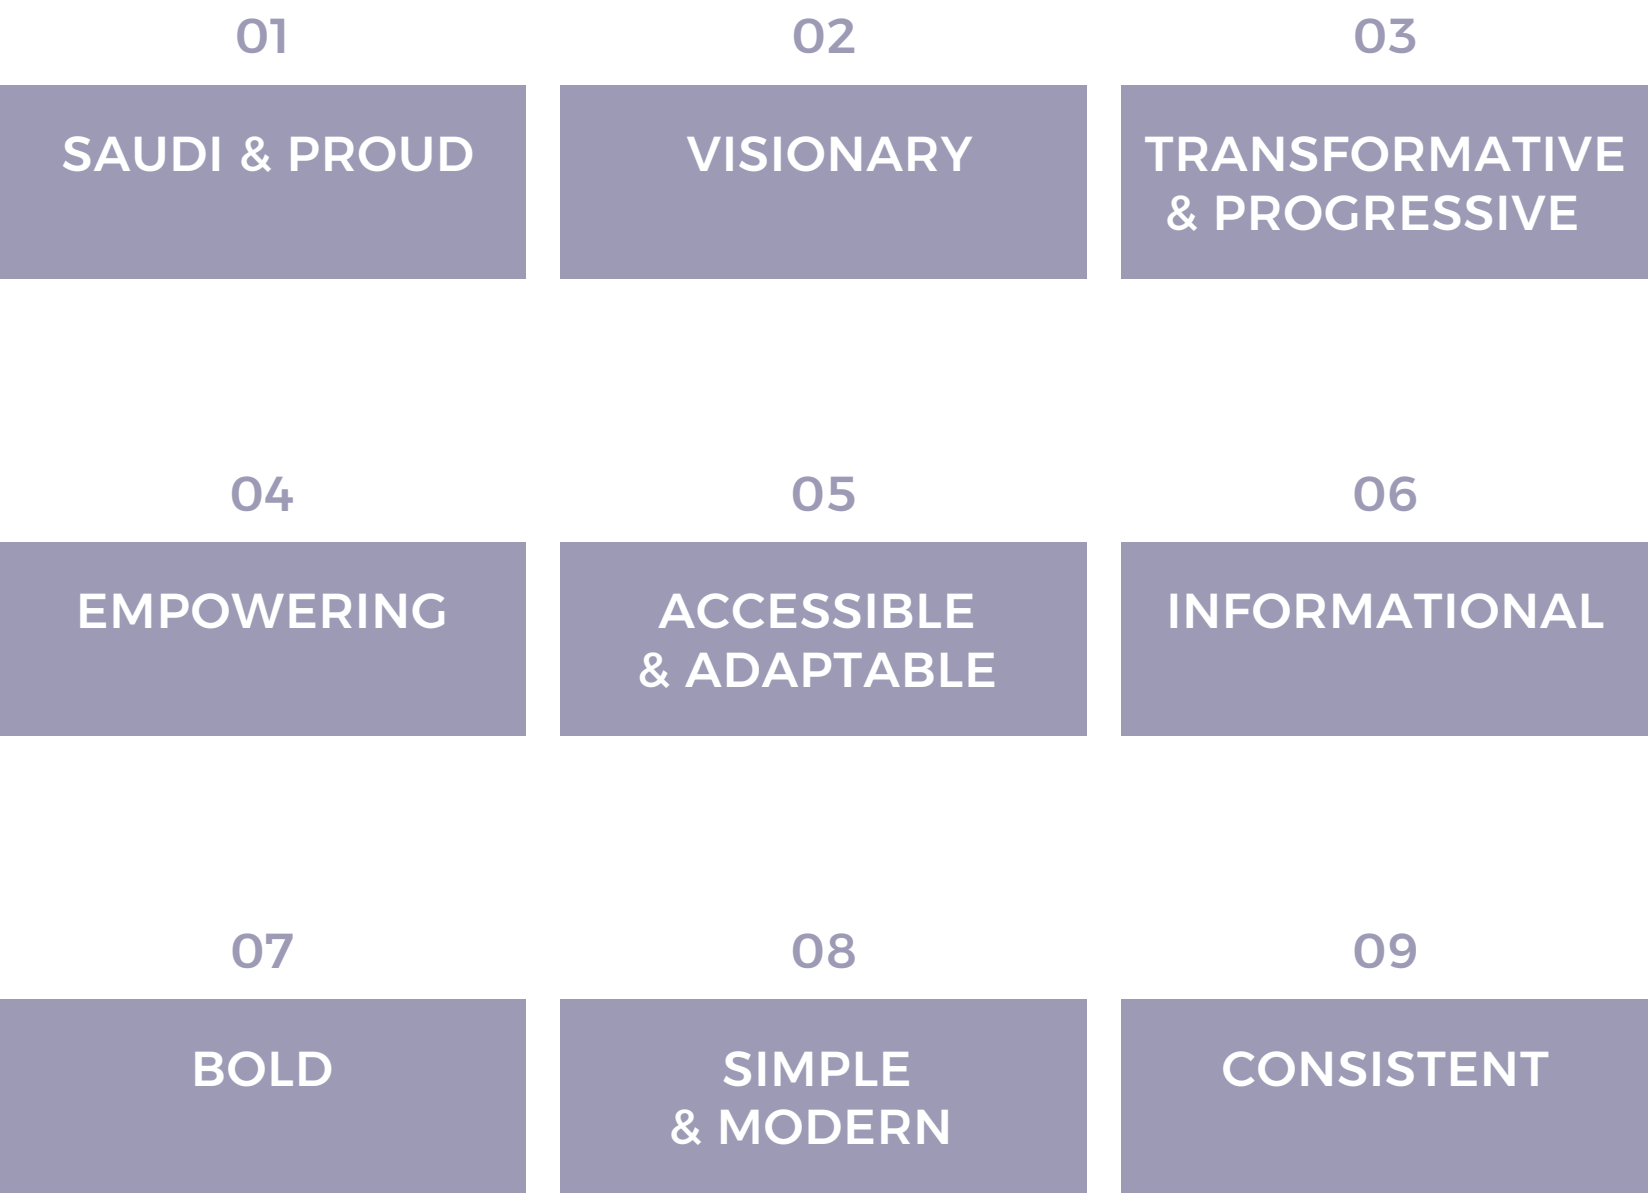 01
02
03
SAUDI & PROUD
VISIONARY
TRANSFORMATIVE
& PROGRESSIVE
04
05
06
EMPOWERING
ACCESSIBLE
& ADAPTABLE
INFORMATIONAL
07
08
09
BOLD
SIMPLE
& MODERN
CONSISTENT